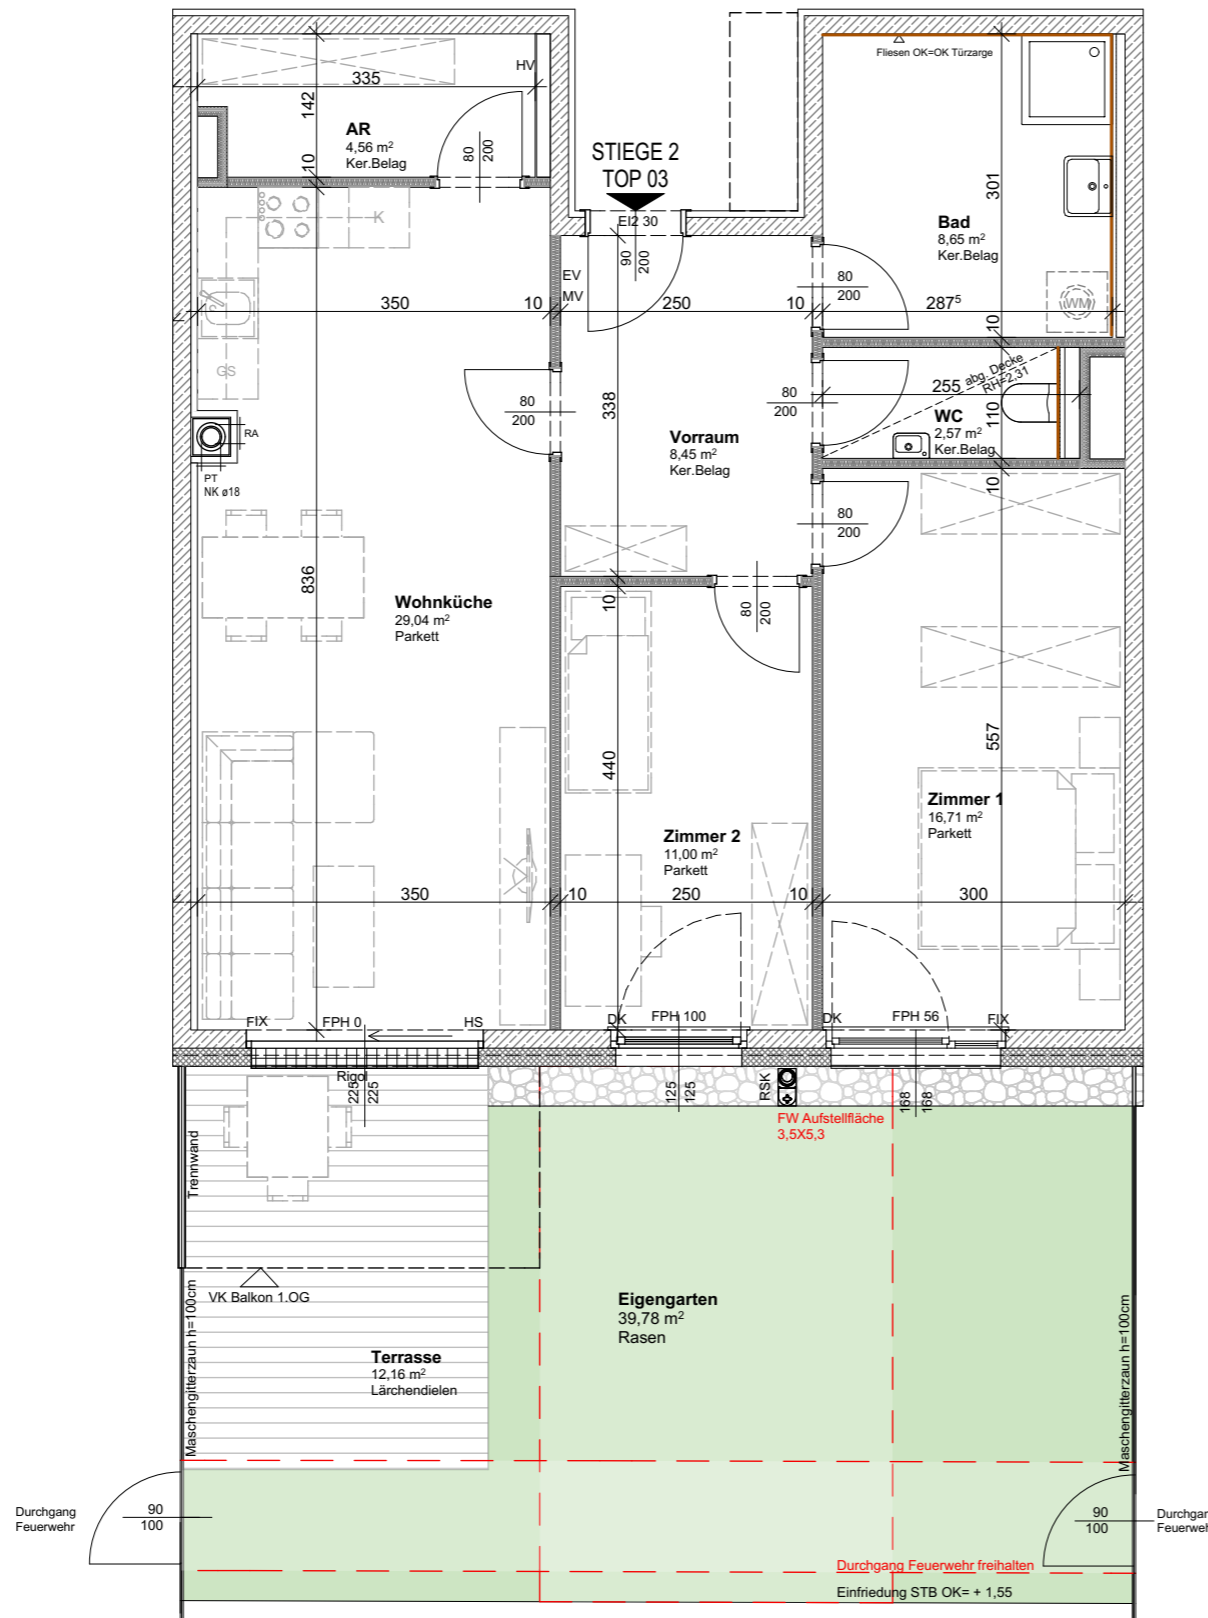 Fliesen OK=OK Türzarge
HV
335
142
AR
4,56 m²
Ker.Belag
10
80
200
STIEGE 2
TOP 03
EI2 30
90
200
301
Bad
8,65 m²
Ker.Belag
K
EV
MV
80
200
WM
350
10
250
10
287⁵
10
GS
RA
PT
NK ø18
80
200
338
Vorraum
8,45 m²
Ker.Belag
80
200
abg. Decke
RH=2,31
255
110
WC
2,57 m²
Ker.Belag
10
80
200
836
Wohnküche
29,04 m²
Parkett
10
80
200
440
557
Zimmer 2
11,00 m²
Parkett
Zimmer 1
16,71 m²
Parkett
350
10
250
10
300
FIX
FPH 0
HS
DK
FPH 100
DK
FPH 56
FIX
Rigol
225
225
125
125
RSK
168
168
FW Aufstellfläche
3,5X5,3
Trennwand
VK Balkon 1.OG
Maschengitterzaun h=100cm
Eigengarten
39,78 m²
Rasen
Terrasse
12,16 m²
Lärchendielen
Maschengitterzaun h=100cm
Durchgang
Feuerwehr
90
100
90
100
Durchgang Feuerwehr freihalten
Einfriedung STB OK= + 1,55